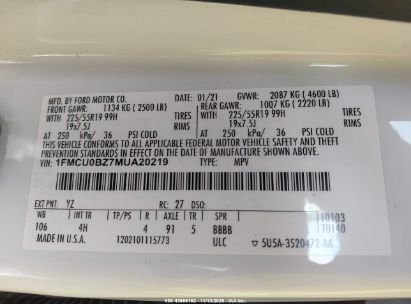 MFD. BY FORD MOTOR CO. DATE: 01/21 GVWR: 2087 KG ( 4600 LB)
FRONT GAWR: 1134 KG ( 2500 LB) REAR GAWR: 1007 KG ( 2220 LB)
WITH 225/55R19 99H TIRES WITH 225/55R19 99H TIRES
19x7.5J RIMS 19x7.5J RIMS
AT 250 kPa/ 36 PSI COLD AT 250 kPa/ 36 PSI COLD
THIS VEHICLE CONFORMS TO ALL APPLICABLE FEDERAL MOTOR VEHICLE
SAFETY AND THEFT PREVENTION STANDARDS IN EFFECT ON THE DATE OF
MANUFACTURE SHOWN ABOVE.
VIN: 1FMCU0BZ7MUA20219 TYPE: MPV
EXT PNT: YZ RC: 27 DSO:
WB INT TR TP/PS R AXLE TR SPR F0103
106 4H 4 91 5 BBBB T0140
MADE IN U.S.A. 1202101115773 ULC 5U5A-3520472-AA